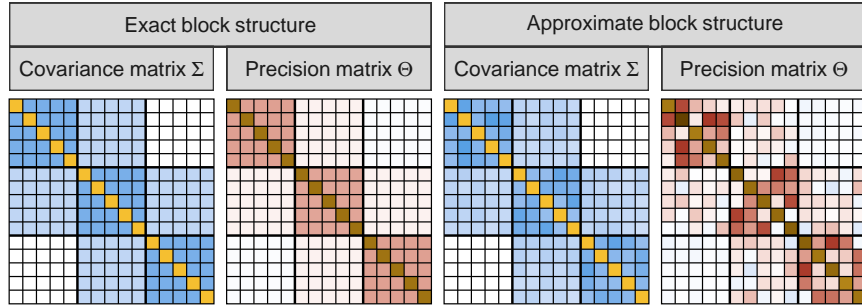 Exact block structure
Approximate block structure
Covariance matrix Σ
Precision matrix Θ
Covariance matrix Σ
Precision matrix Θ